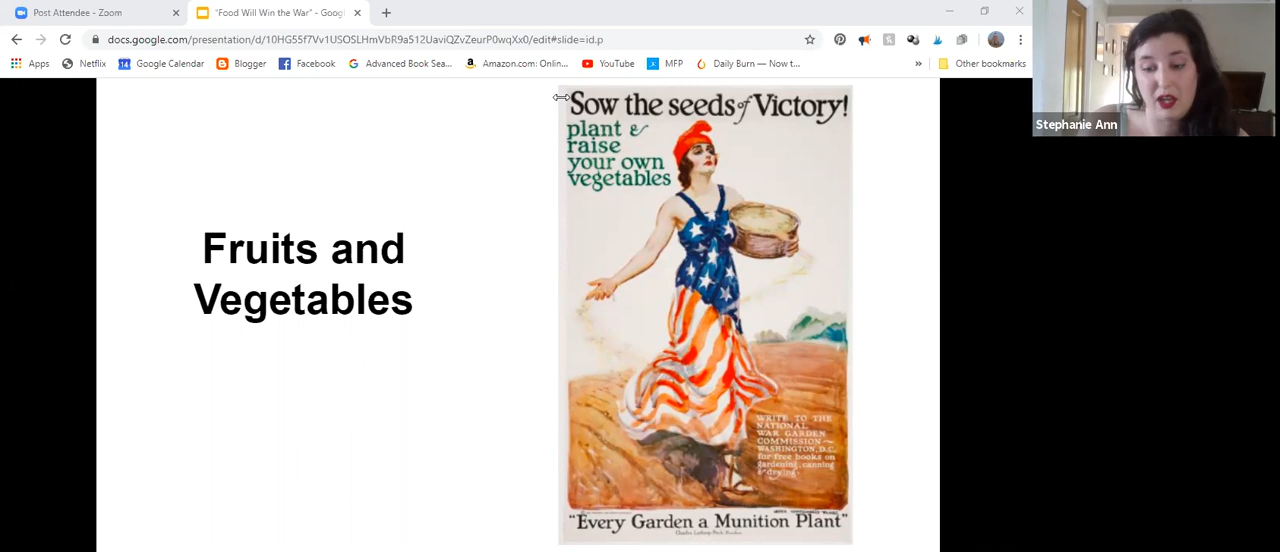 Post Attendee - Zoom
"Food Will Win the War" - Goog
docs.google.com/presentation/d/10HG55f7Vv1USOSLHmVbR9a512UaviQZvZeurP0wqXx0/edit#slide=id.p
Apps
Netflix
14
Google Calendar
Blogger
Facebook
Advanced Book Sea...
Amazon.com: Onlin...
YouTube
MFP
Daily Burn — Now t...
»
Other bookmarks
Stephanie Ann
Fruits and
Vegetables
Sow the seeds of Victory!
plant &
raise
your own
vegetables
WRITE TO THE
NATIONAL
WAR GARDEN
COMMISSION ~
WASHINGTON, D.C.
for free books on
gardening, canning
& drying.
"Every Garden a Munition Plant"